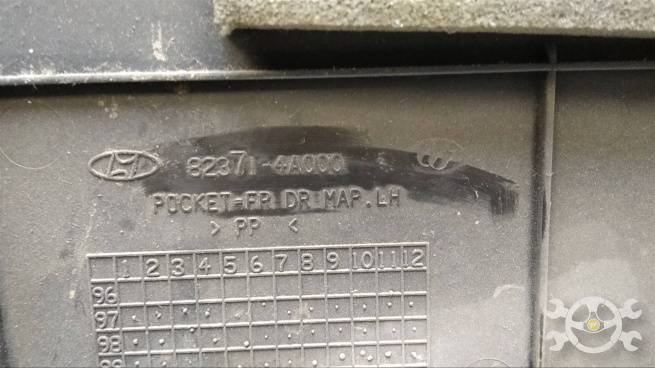 82371-4A000
POCKET-FR DR MAP.LH
> PP <
1 2 3 4 5 6 7 8 9 10 11 12
96
97
98